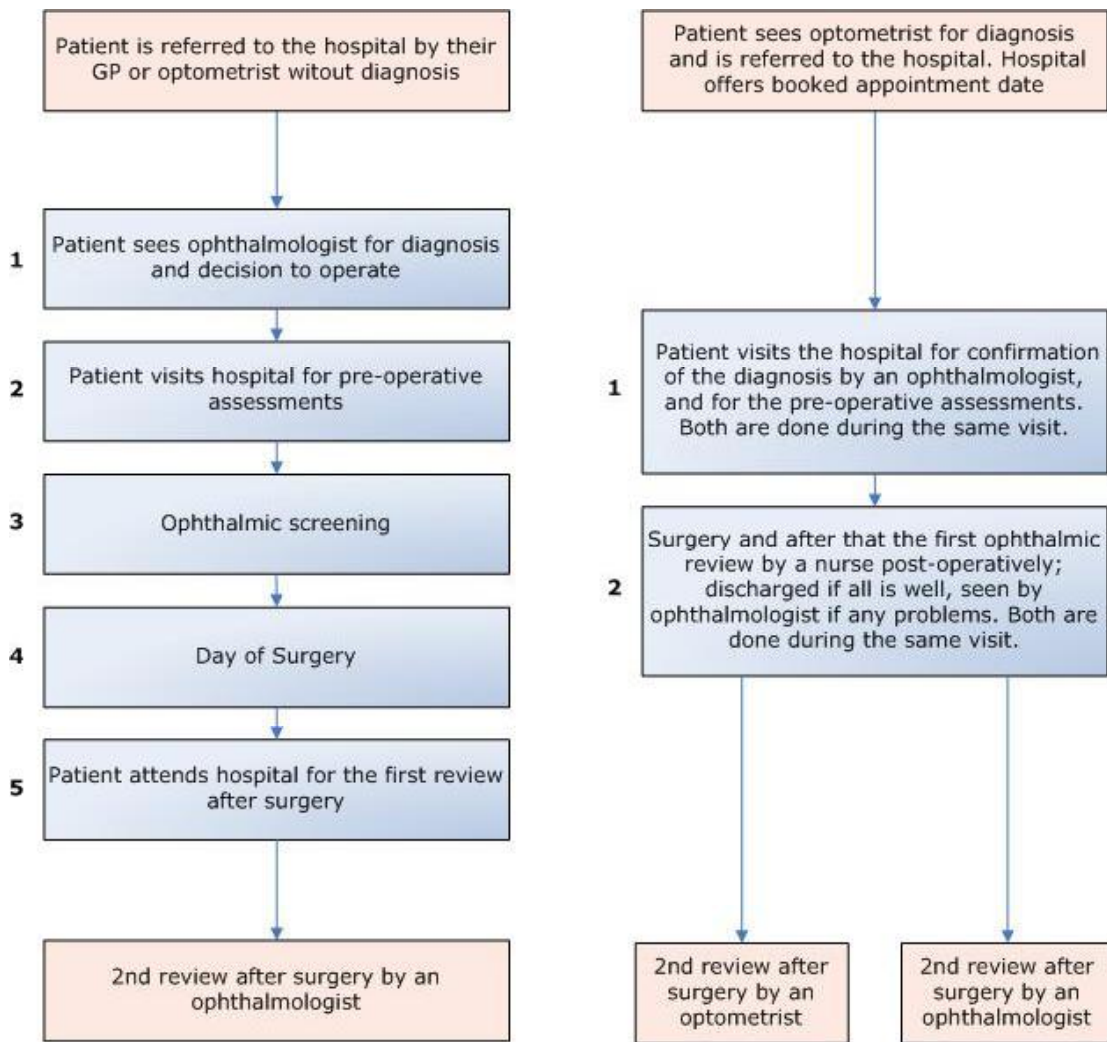 Patient is referred to the hospital by their
GP or optometrist witout diagnosis
1
Patient sees ophthalmologist for diagnosis
and decision to operate
2
Patient visits hospital for pre-operative
assessments
3
Ophthalmic screening
4
Day of Surgery
5
Patient attends hospital for the first review
after surgery
2nd review after surgery by an
ophthalmologist
Patient sees optometrist for diagnosis
and is referred to the hospital. Hospital
offers booked appointment date
1
Patient visits the hospital for confirmation
of the diagnosis by an ophthalmologist,
and for the pre-operative assessments.
Both are done during the same visit.
2
Surgery and after that the first ophthalmic
review by a nurse post-operatively;
discharged if all is well, seen by
ophthalmologist if any problems. Both are
done during the same visit.
2nd review after
surgery by an
optometrist
2nd review after
surgery by an
ophthalmologist